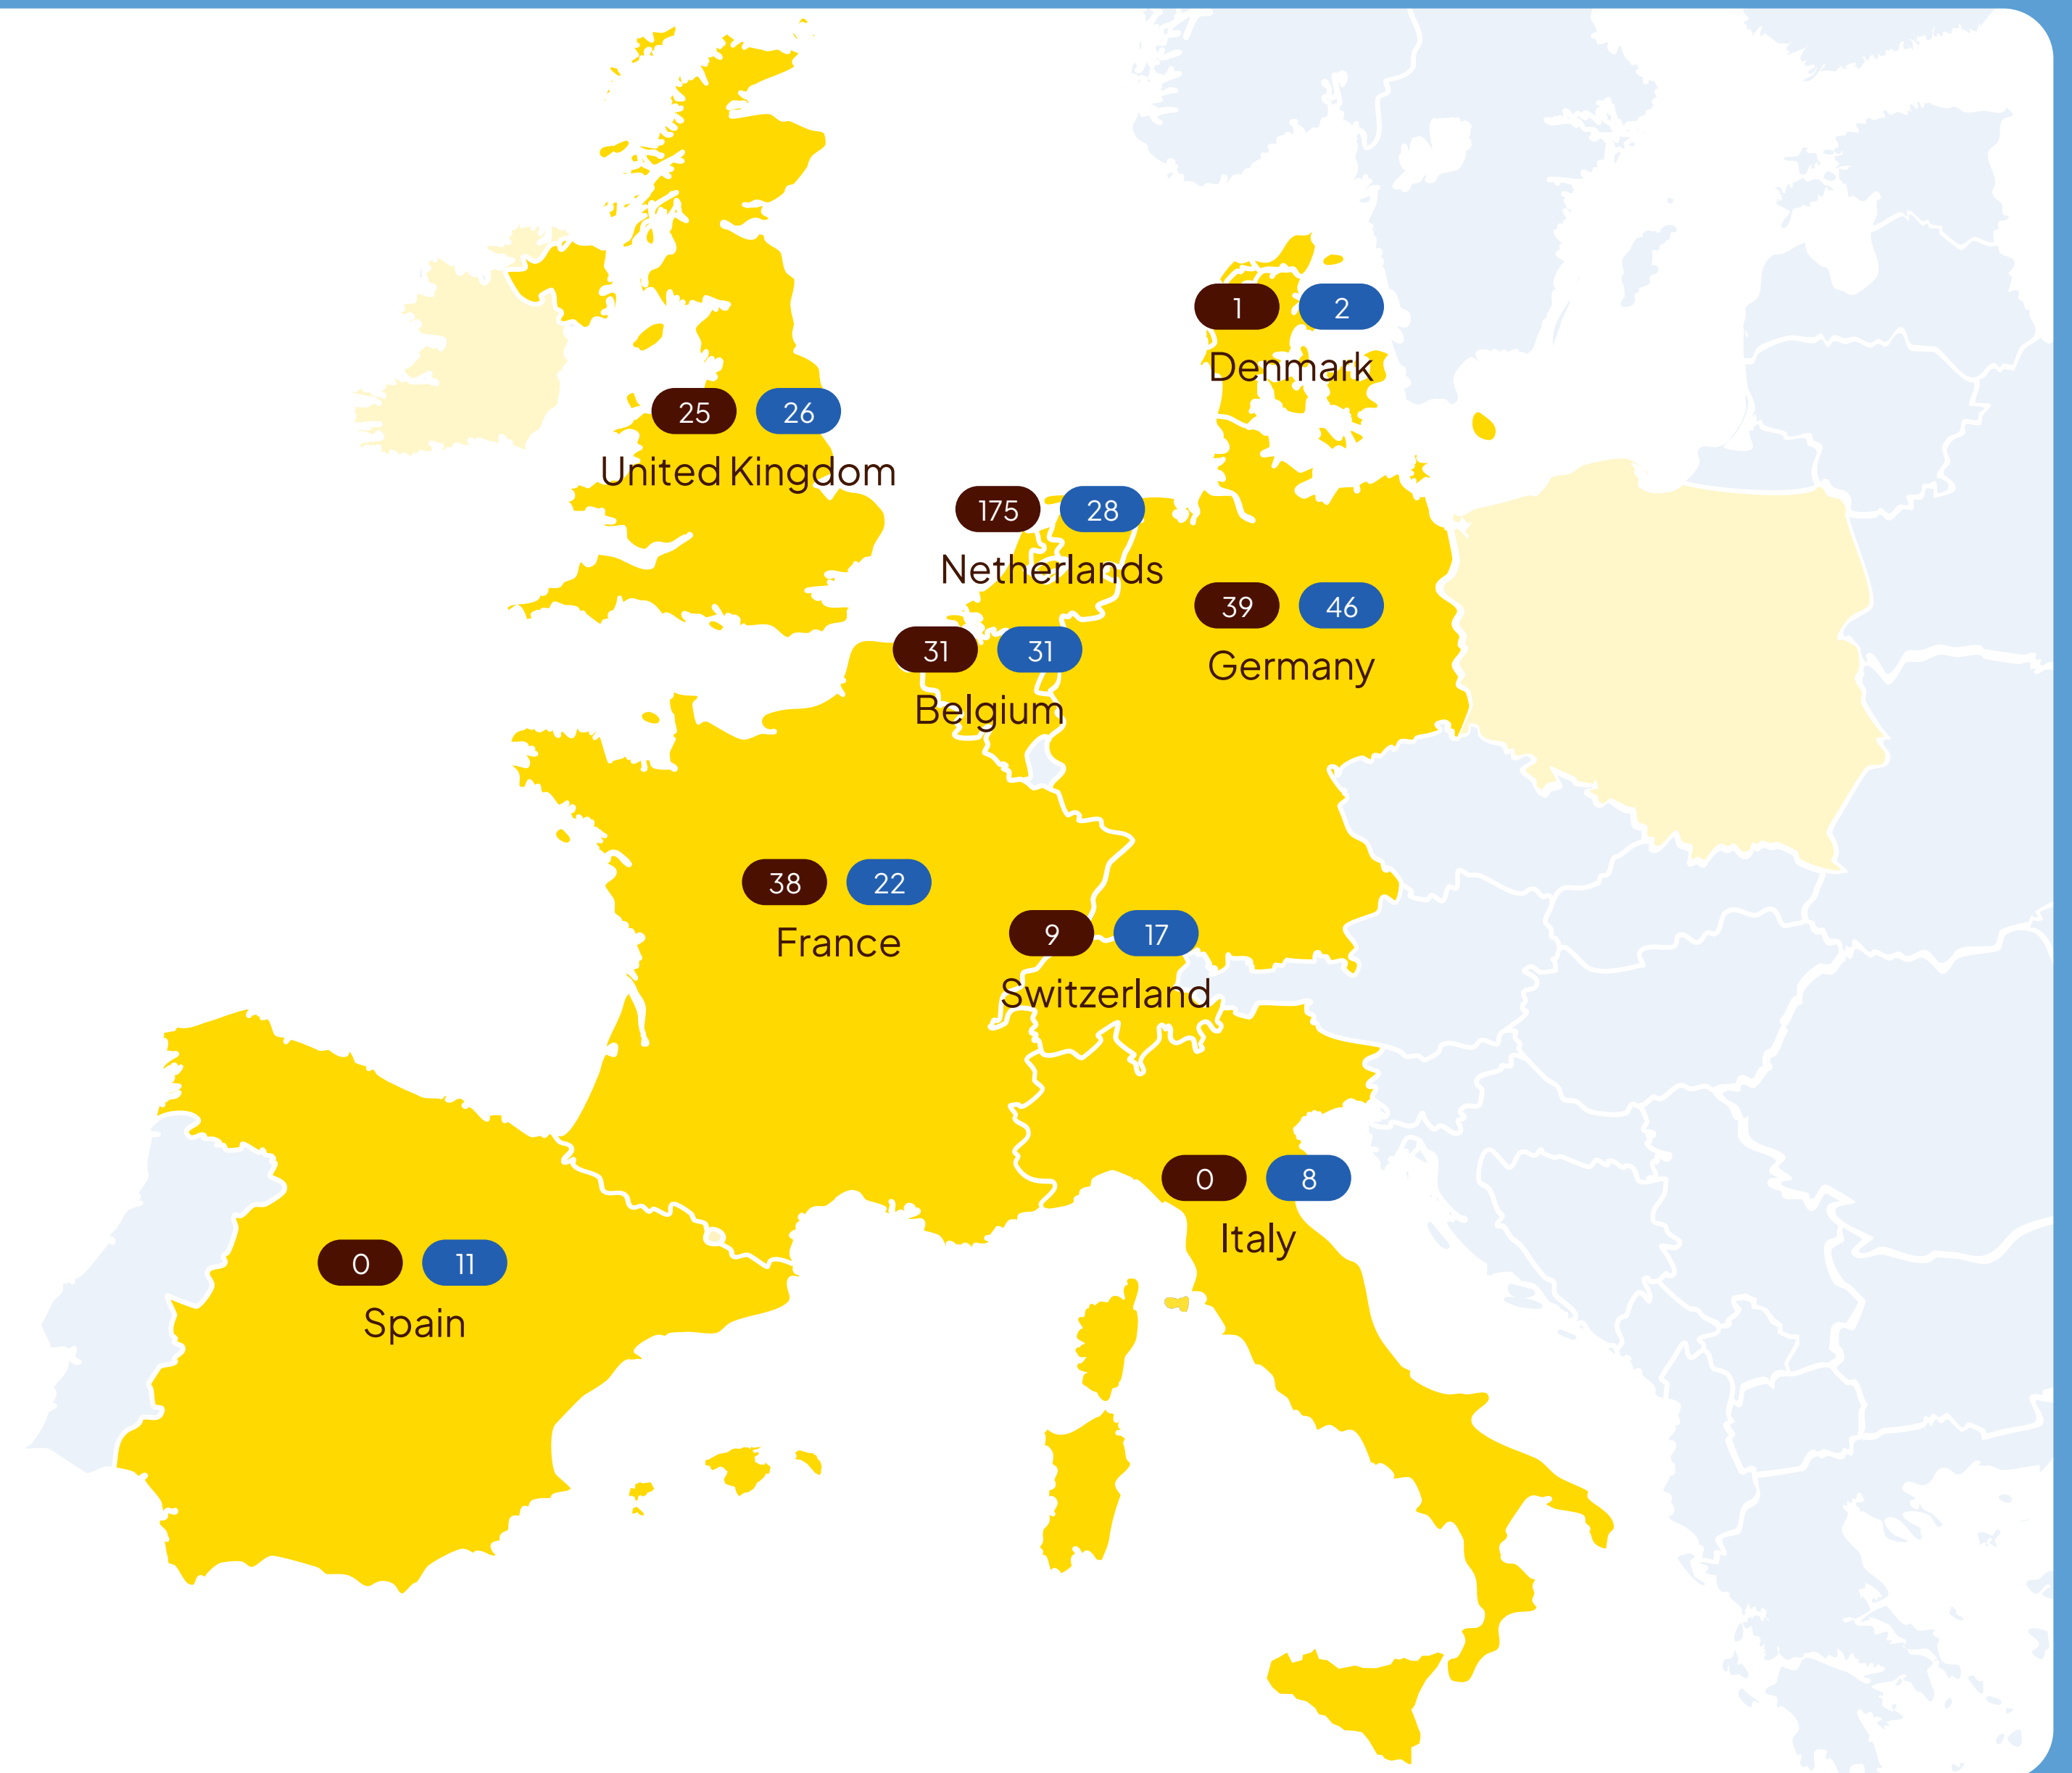 1 2
Denmark
25 26
United Kingdom
175 28
Netherlands
39 46
Germany
31 31
Belgium
38 22
France
9 17
Switzerland
0 8
Italy
0 11
Spain